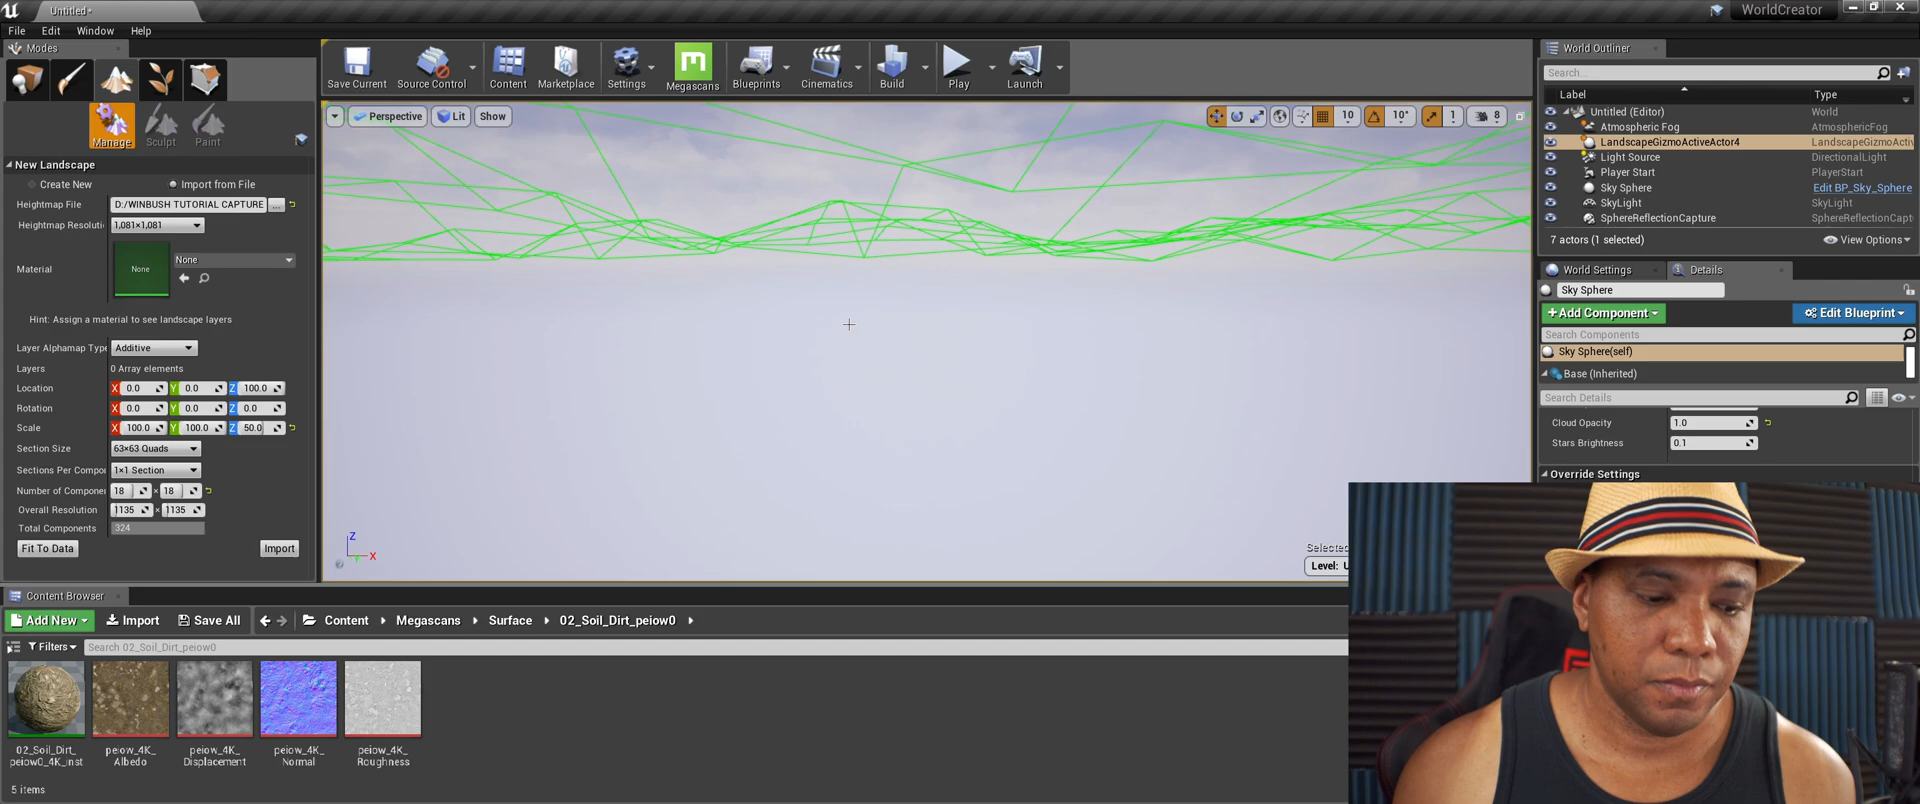 Untitled*
WorldCreator
File Edit Window Help
Modes
Manage Sculpt Paint
New Landscape
Create New Import from File
Heightmap File D:/WINBUSH TUTORIAL CAPTURE ...
Heightmap Resoluti 1,081×1,081
Material None None
Hint: Assign a material to see landscape layers
Layer Alphamap Type Additive
Layers 0 Array elements
Location X 0.0 Y 0.0 Z 100.0
Rotation X 0.0 Y 0.0 Z 0.0
Scale X 100.0 Y 100.0 Z 50.0
Section Size 63×63 Quads
Sections Per Compo 1×1 Section
Number of Compone 18 × 18
Overall Resolution 1135 × 1135
Total Components 324
Fit To Data Import
Save Current Source Control Content Marketplace Settings Megascans Blueprints Cinematics Build Play Launch
Perspective Lit Show
10 10° 1 8
Z
X
Selected
Level: U
World Outliner
Search...
Label Type
Untitled (Editor) World
Atmospheric Fog AtmosphericFog
LandscapeGizmoActiveActor4 LandscapeGizmoActiv
Light Source DirectionalLight
Player Start PlayerStart
Sky Sphere Edit BP_Sky_Sphere
SkyLight SkyLight
SphereReflectionCapture SphereReflectionCapt
7 actors (1 selected) View Options
World Settings Details
Sky Sphere
+Add Component Edit Blueprint
Search Components
Sky Sphere(self)
Base (Inherited)
Search Details
Cloud Opacity 1.0
Stars Brightness 0.1
Override Settings
Content Browser
Add New Import Save All Content Megascans Surface 02_Soil_Dirt_peiow0
Filters Search 02_Soil_Dirt_peiow0
02_Soil_Dirt_
peiow0_4K_inst
peiow_4K_
Albedo
peiow_4K_
Displacement
peiow_4K_
Normal
peiow_4K_
Roughness
5 items